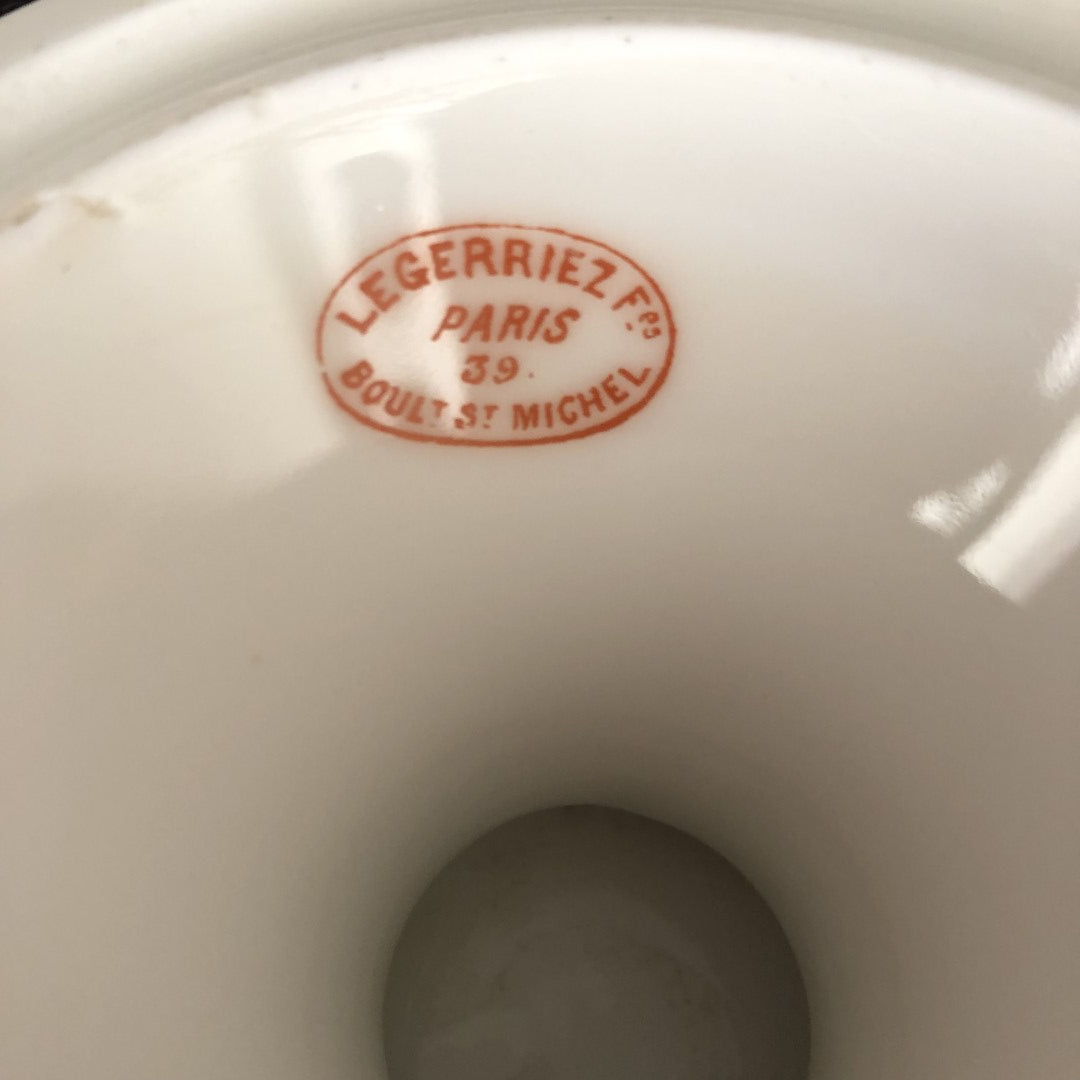 LEGERRIEZ Fes
PARIS
39.
BOULT ST MICHEL